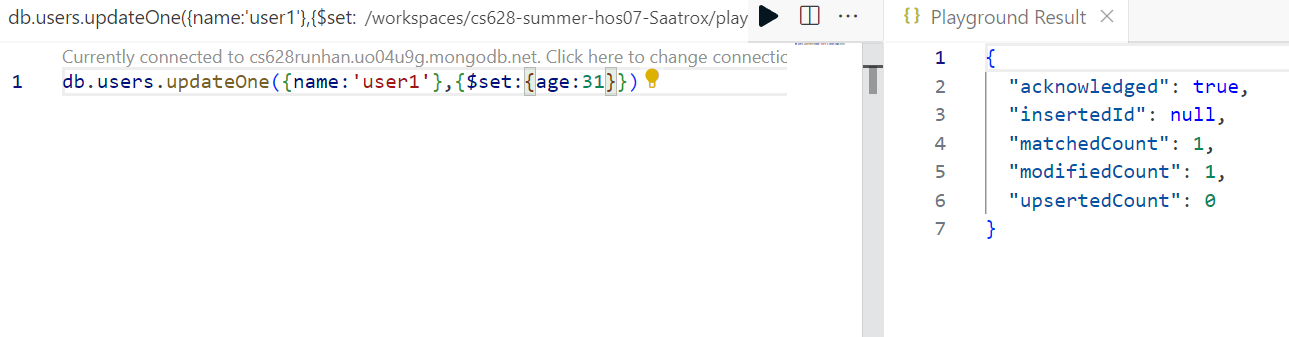 db.users.updateOne({name:'user1'},{$set: /workspaces/cs628-summer-hos07-Saatrox/play
Currently connected to cs628runhan.uo04u9g.mongodb.net. Click here to change connectic
1 db.users.updateOne({name:'user1'},{$set:{age:31}})
{} Playground Result
1 {
2 "acknowledged": true,
3 "insertedId": null,
4 "matchedCount": 1,
5 "modifiedCount": 1,
6 "upsertedCount": 0
7 }